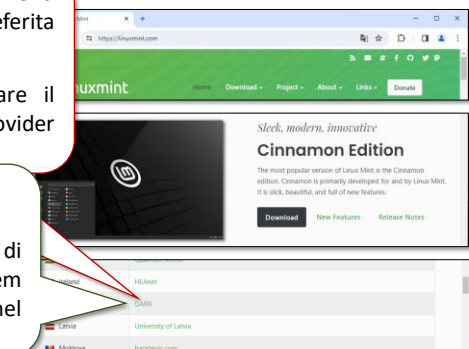 eferita
are il
ovider
di
em
nel
https://linuxmint.com
uxmint
Home Download Project About Links Donate
Sleek, modern, innovative
Cinnamon Edition
The most popular version of Linux Mint is the Cinnamon
edition. Cinnamon is primarily developed for and by Linux Mint.
It is slick, beautiful, and full of new features.
Download New Features Release Notes
Ireland HEAnet
GARR
Latvia University of Latvia
Moldova hacktegic.com